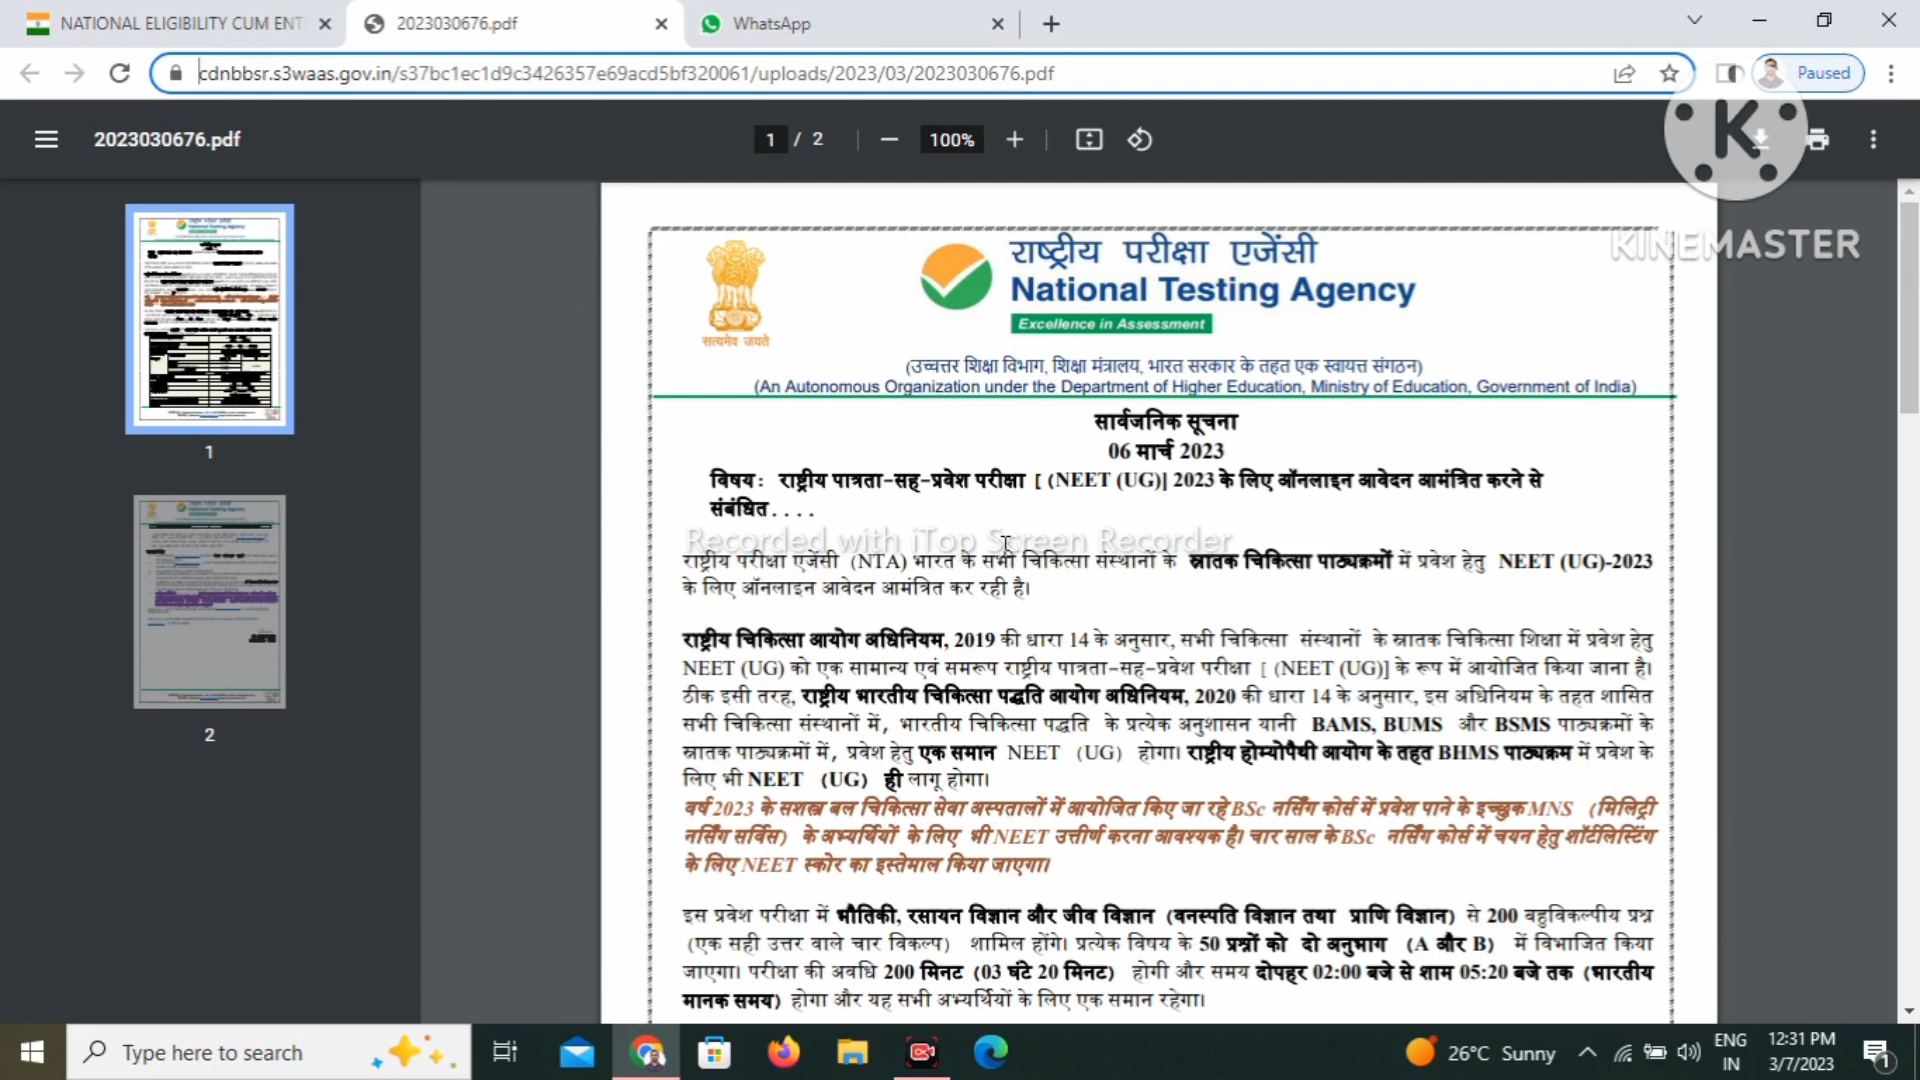 NATIONAL ELIGIBILITY CUM ENT
2023030676.pdf
WhatsApp
cdnbbsr.s3waas.gov.in/s37bc1ec1d9c3426357e69acd5bf320061/uploads/2023/03/2023030676.pdf
Paused
2023030676.pdf
1 / 2
100%
K
KINEMASTER
1
2
सत्यमेव जयते
राष्ट्रीय परीक्षा एजेंसी
National Testing Agency
Excellence in Assessment
(उच्चत्तर शिक्षा विभाग, शिक्षा मंत्रालय, भारत सरकार के तहत एक स्वायत्त संगठन)
(An Autonomous Organization under the Department of Higher Education, Ministry of Education, Government of India)
सार्वजनिक सूचना
06 मार्च 2023
विषय: राष्ट्रीय पात्रता-सह-प्रवेश परीक्षा [ (NEET (UG)] 2023 के लिए ऑनलाइन आवेदन आमंत्रित करने से
संबंधित . . . .
Recorded with iTop Screen Recorder
राष्ट्रीय परीक्षा एजेंसी (NTA) भारत के सभी चिकित्सा संस्थानों के स्नातक चिकित्सा पाठ्यक्रमों में प्रवेश हेतु NEET (UG)-2023
के लिए ऑनलाइन आवेदन आमंत्रित कर रही है।
राष्ट्रीय चिकित्सा आयोग अधिनियम, 2019 की धारा 14 के अनुसार, सभी चिकित्सा संस्थानों के स्नातक चिकित्सा शिक्षा में प्रवेश हेतु
NEET (UG) को एक सामान्य एवं समरूप राष्ट्रीय पात्रता-सह-प्रवेश परीक्षा [ (NEET (UG)] के रूप में आयोजित किया जाना है।
ठीक इसी तरह, राष्ट्रीय भारतीय चिकित्सा पद्धति आयोग अधिनियम, 2020 की धारा 14 के अनुसार, इस अधिनियम के तहत शासित
सभी चिकित्सा संस्थानों में, भारतीय चिकित्सा पद्धति के प्रत्येक अनुशासन यानी BAMS, BUMS और BSMS पाठ्यक्रमों के
स्नातक पाठ्यक्रमों में, प्रवेश हेतु एक समान NEET (UG) होगा। राष्ट्रीय होम्योपैथी आयोग के तहत BHMS पाठ्यक्रम में प्रवेश के
लिए भी NEET (UG) ही लागू होगा।
वर्ष 2023 के सशस्त्र बल चिकित्सा सेवा अस्पतालों में आयोजित किए जा रहे BSc नर्सिंग कोर्स में प्रवेश पाने के इच्छुक MNS (मिलिट्री
नर्सिंग सर्विस) के अभ्यर्थियों के लिए भी NEET उत्तीर्ण करना आवश्यक है। चार साल के BSc नर्सिंग कोर्स में चयन हेतु शॉर्टलिस्टिंग
के लिए NEET स्कोर का इस्तेमाल किया जाएगा।
इस प्रवेश परीक्षा में भौतिकी, रसायन विज्ञान और जीव विज्ञान (वनस्पति विज्ञान तथा प्राणि विज्ञान) से 200 बहुविकल्पीय प्रश्न
(एक सही उत्तर वाले चार विकल्प) शामिल होंगे। प्रत्येक विषय के 50 प्रश्नों को दो अनुभाग (A और B) में विभाजित किया
जाएगा। परीक्षा की अवधि 200 मिनट (03 घंटे 20 मिनट) होगी और समय दोपहर 02:00 बजे से शाम 05:20 बजे तक (भारतीय
मानक समय) होगा और यह सभी अभ्यर्थियों के लिए एक समान रहेगा।
Type here to search
26°C Sunny
ENG
IN
12:31 PM
3/7/2023
1